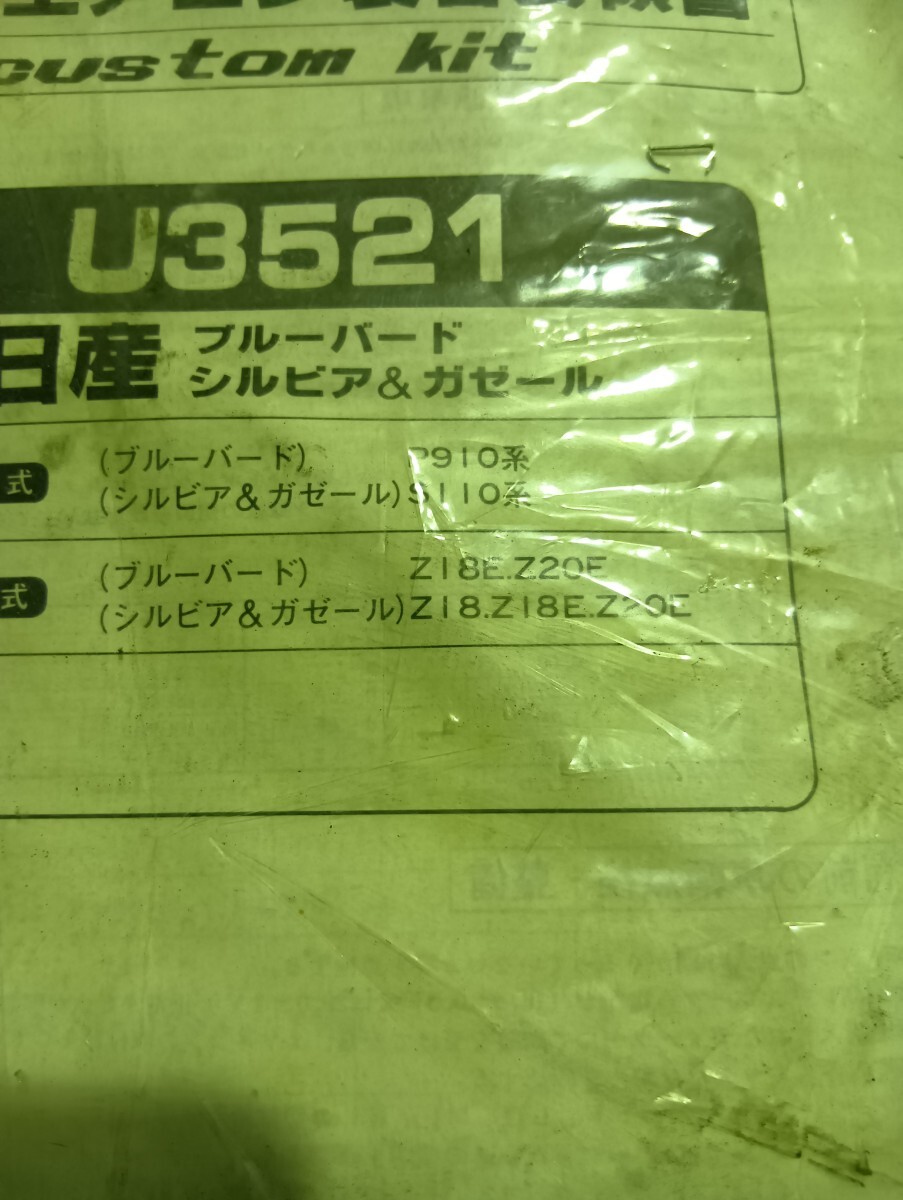 custom kit
U3521
日産 ブルーバード
シルビア&ガゼール
式 (ブルーバード) P910系
(シルビア&ガゼール)S110系
式 (ブルーバード) Z18E.Z20E
(シルビア&ガゼール)Z18.Z18E.Z20E